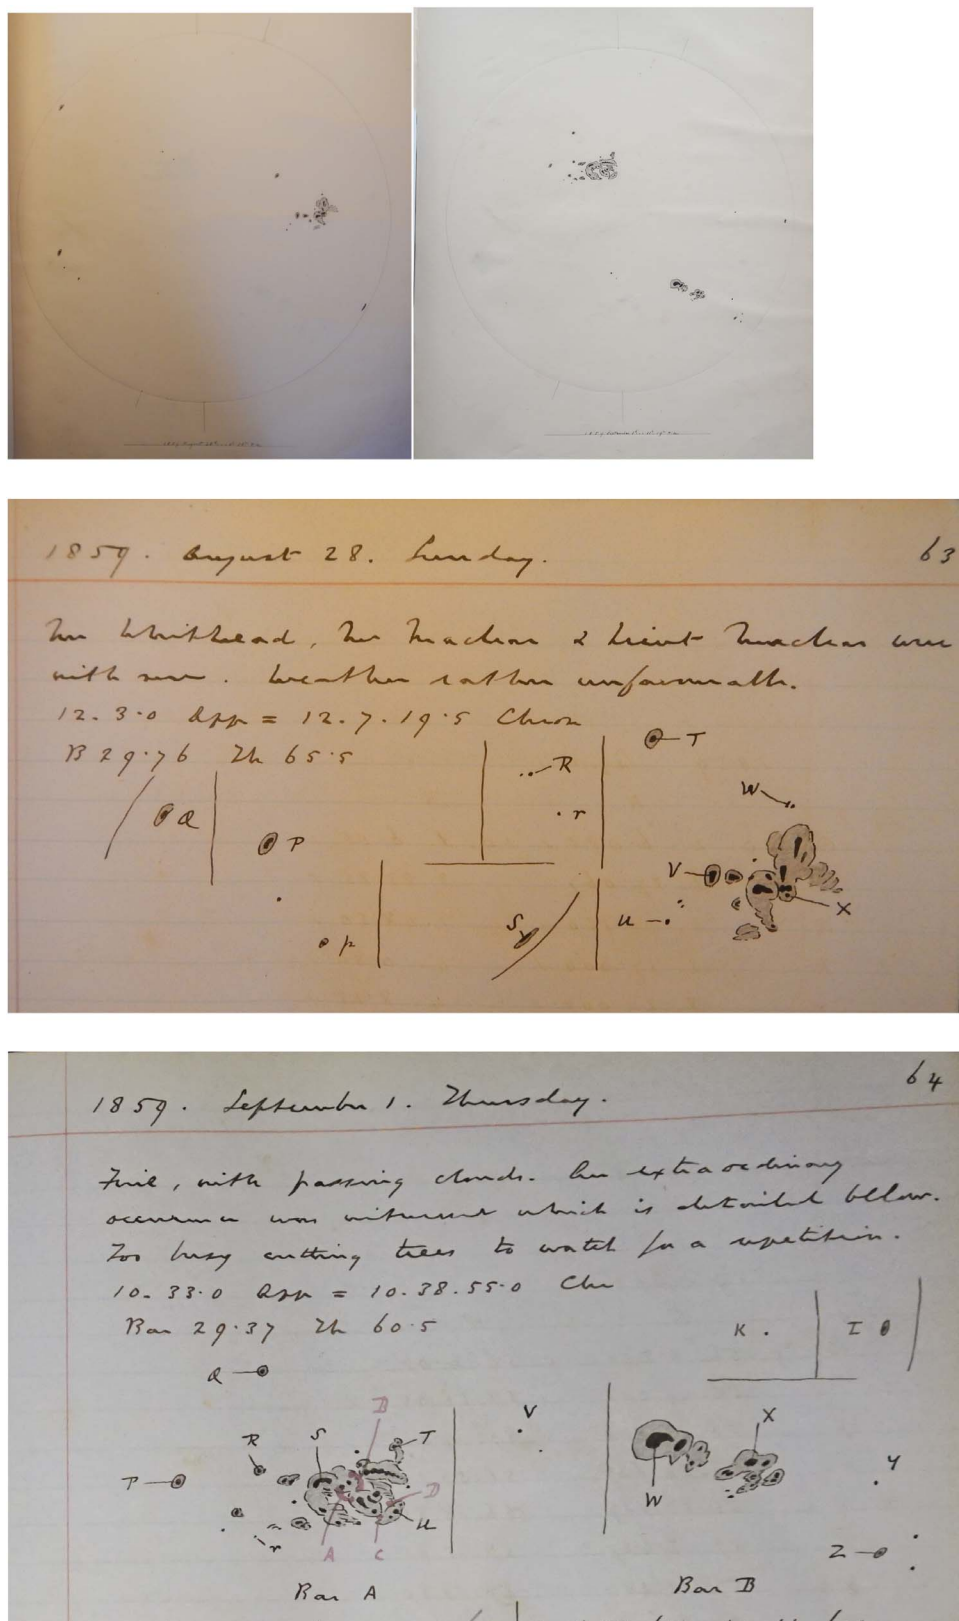 1859. August 28. Sunday. 63
Mr Whitehead, Mr Maclear & Lieut Maclear were
with me. Weather rather unfavourable.
12.3.0 App = 12.7.19.5 Chron
B 29.76 Th 65.5
R
T
r
Q
P
W
V
X
p
S
u
1859. September 1. Thursday. 64
Fine, with passing clouds. An extraordinary
occurrence was witnessed which is detailed below.
Too busy cutting trees to watch for a repetition.
10.33.0 App = 10.38.55.0 Chr
Bar 29.37 Th 60.5
K
I
Q
B
V
X
R
S
T
P
D
Y
W
r
A
C
u
Z
Bar A
Bar B